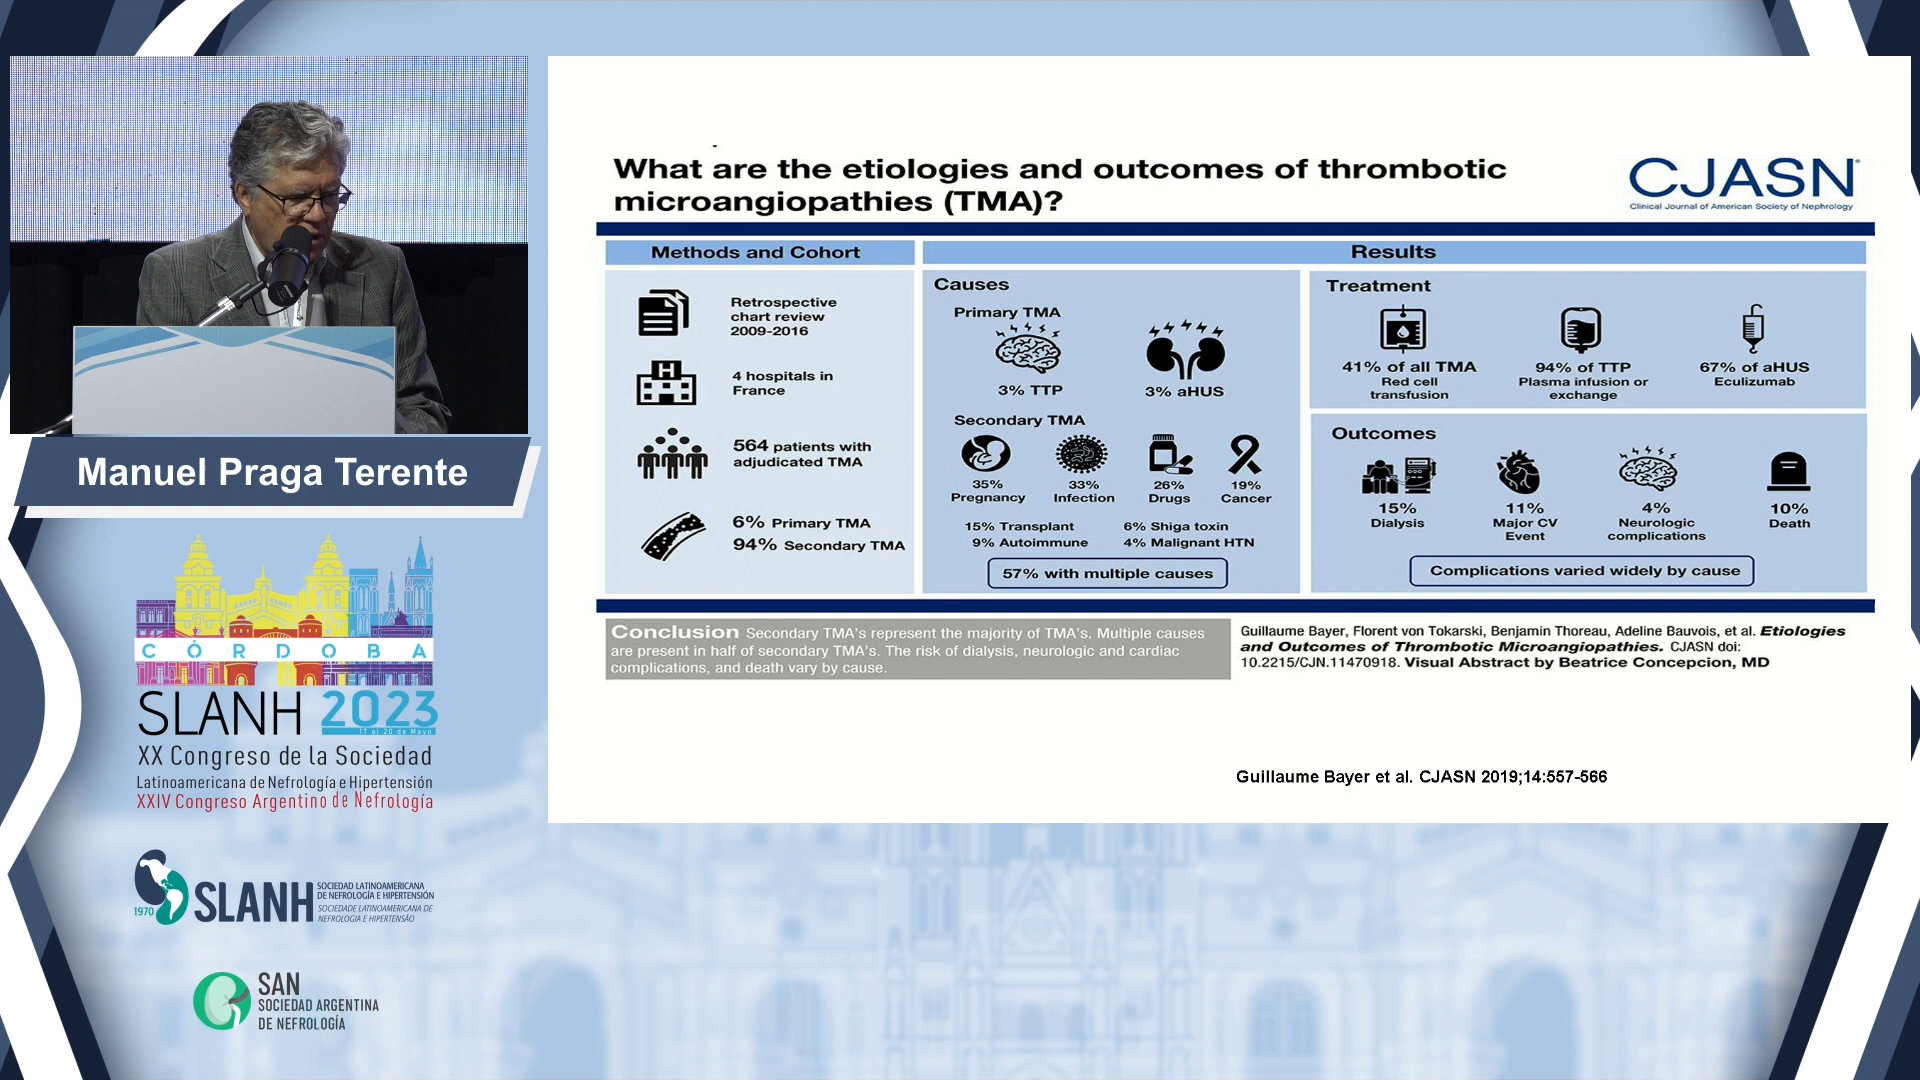 Manuel Praga Terente
CÓRDOBA
SLANH 2023
17 al 20 de Mayo
XX Congreso de la Sociedad
Latinoamericana de Nefrología e Hipertensión
XXIV Congreso Argentino de Nefrología
1970
SLANH
SOCIEDAD LATINOAMERICANA
DE NEFROLOGÍA E HIPERTENSIÓN
SOCIEDADE LATINOAMERICANA DE
NEFROLOGIA E HIPERTENSÃO
SAN
SOCIEDAD ARGENTINA
DE NEFROLOGÍA
What are the etiologies and outcomes of thrombotic
microangiopathies (TMA)?
CJASN
Clinical Journal of American Society of Nephrology
Methods and Cohort
Retrospective
chart review
2009-2016
H
4 hospitals in
France
564 patients with
adjudicated TMA
6% Primary TMA
94% Secondary TMA
Results
Causes
Primary TMA
3% TTP
3% aHUS
Secondary TMA
35%
Pregnancy
33%
Infection
26%
Drugs
19%
Cancer
15% Transplant
6% Shiga toxin
9% Autoimmune
4% Malignant HTN
57% with multiple causes
Treatment
41% of all TMA
Red cell
transfusion
94% of TTP
Plasma infusion or
exchange
67% of aHUS
Eculizumab
Outcomes
15%
Dialysis
11%
Major CV
Event
4%
Neurologic
complications
10%
Death
Complications varied widely by cause
Conclusion Secondary TMA's represent the majority of TMA's. Multiple causes
are present in half of secondary TMA's. The risk of dialysis, neurologic and cardiac
complications, and death vary by cause.
Guillaume Bayer, Florent von Tokarski, Benjamin Thoreau, Adeline Bauvois, et al. Etiologies
and Outcomes of Thrombotic Microangiopathies. CJASN doi:
10.2215/CJN.11470918. Visual Abstract by Beatrice Concepcion, MD
Guillaume Bayer et al. CJASN 2019;14:557-566